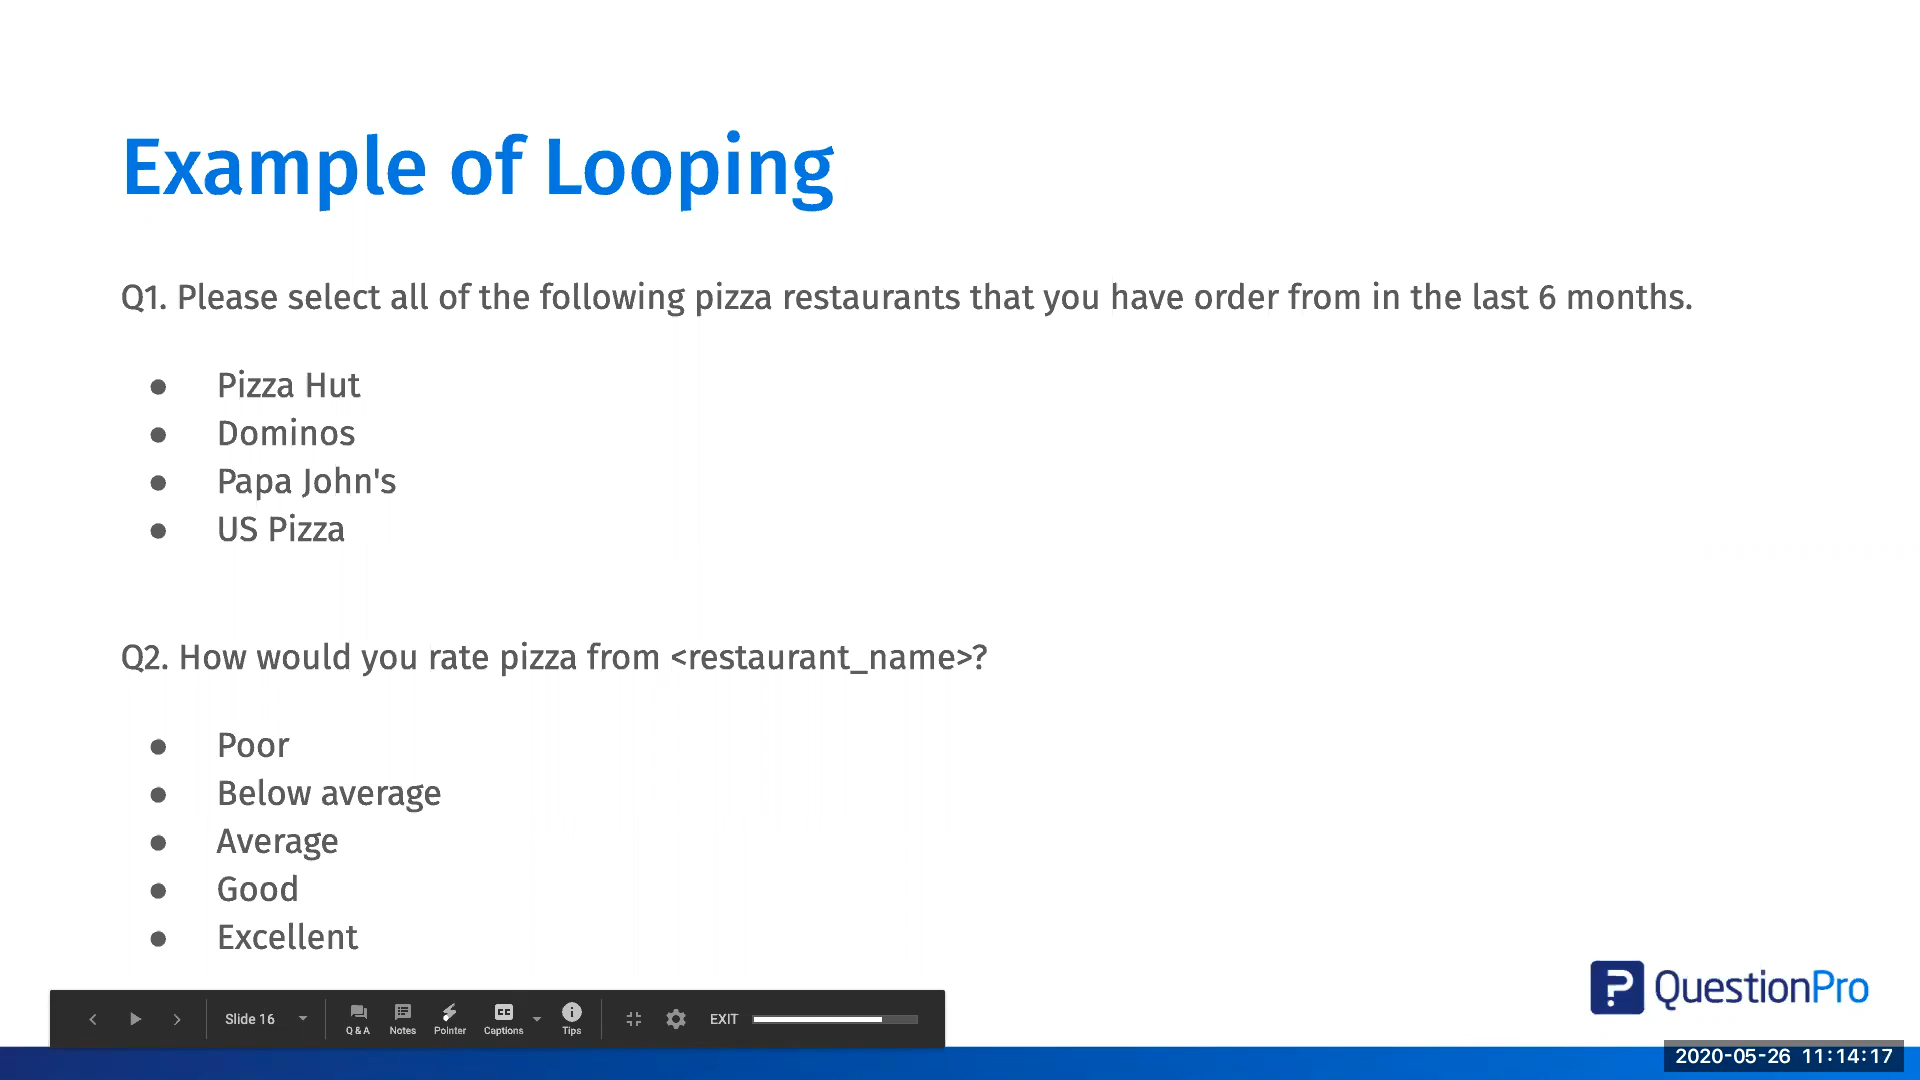 Example of Looping
Q1. Please select all of the following pizza restaurants that you have order from in the last 6 months.
● Pizza Hut
● Dominos
● Papa John's
● US Pizza
Q2. How would you rate pizza from <restaurant_name>?
● Poor
● Below average
● Average
● Good
● Excellent
QuestionPro
Slide 16 Q & A Notes Pointer Captions Tips EXIT
2020-05-26 11:14:17